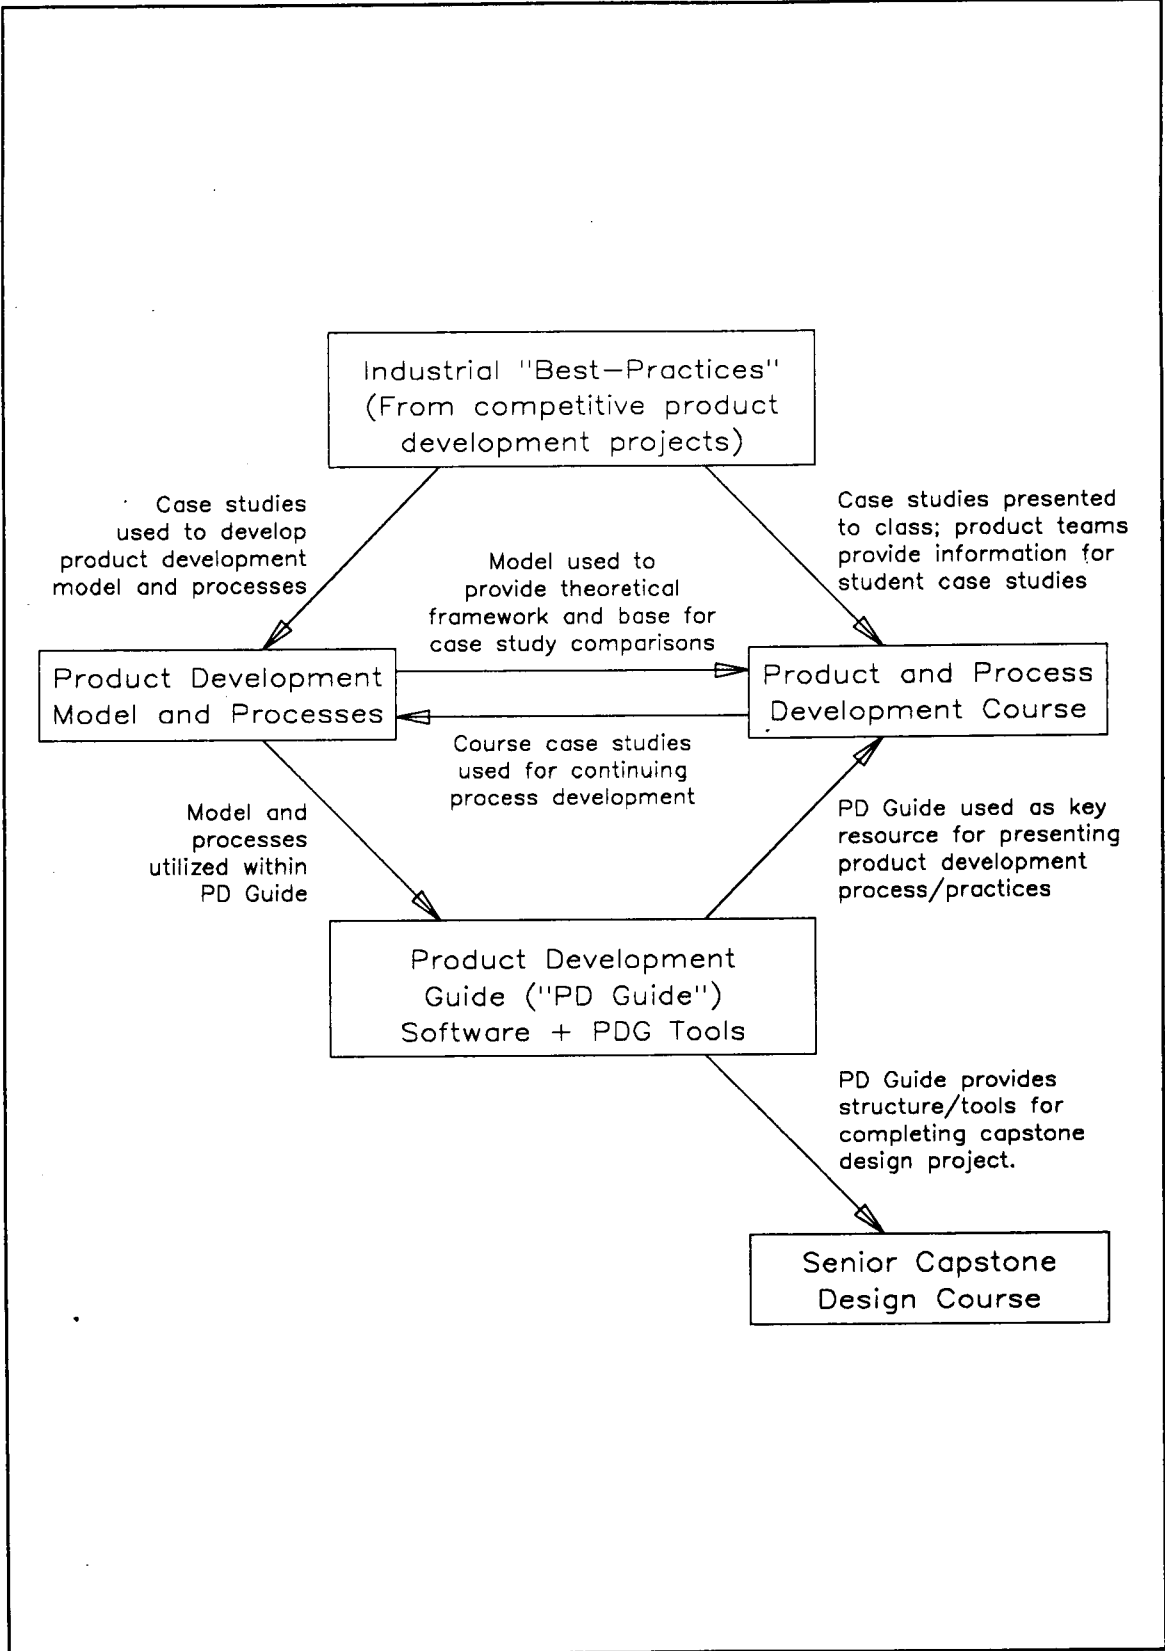 Industrial "Best-Practices"
(From competitive product
development projects)
Case studies
used to develop
product development
model and processes
Case studies presented
to class; product teams
provide information for
student case studies
Model used to
provide theoretical
framework and base for
case study comparisons
Product Development
Model and Processes
Product and Process
Development Course
Course case studies
used for continuing
process development
Model and
processes
utilized within
PD Guide
PD Guide used as key
resource for presenting
product development
process/practices
Product Development
Guide ("PD Guide")
Software + PDG Tools
PD Guide provides
structure/tools for
completing capstone
design project.
Senior Capstone
Design Course